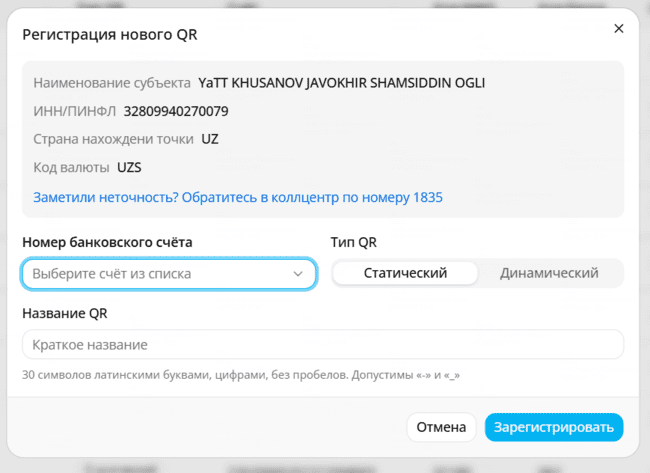 Регистрация нового QR
Наименование субъекта YaTT KHUSANOV JAVOKHIR SHAMSIDDIN OGLI
ИНН/ПИНФЛ 32809940270079
Страна нахождени точки UZ
Код валюты UZS
Заметили неточность? Обратитесь в коллцентр по номеру 1835
Номер банковского счёта Тип QR
Выберите счёт из списка Статический Динамический
Название QR
Краткое название
30 символов латинскими буквами, цифрами, без пробелов. Допустимы «-» и «_»
Отмена Зарегистрировать